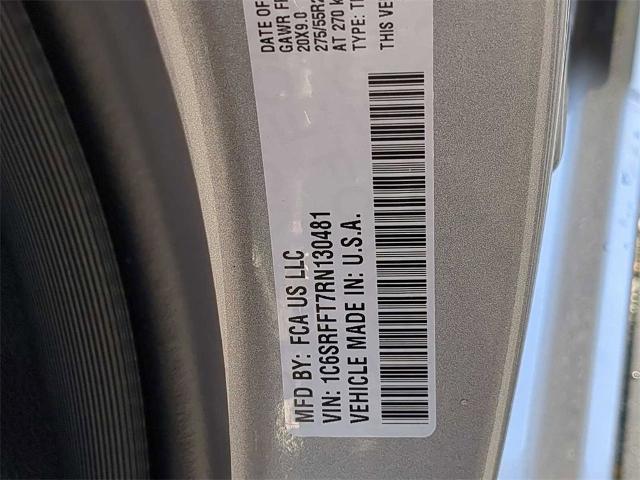 DATE OF
GAWR F
20X9.0
275/55R2
AT 270 k
TYPE: T
THIS VE
MFD BY: FCA US LLC
VIN: 1C6SRFFT7RN130481
VEHICLE MADE IN: U.S.A.